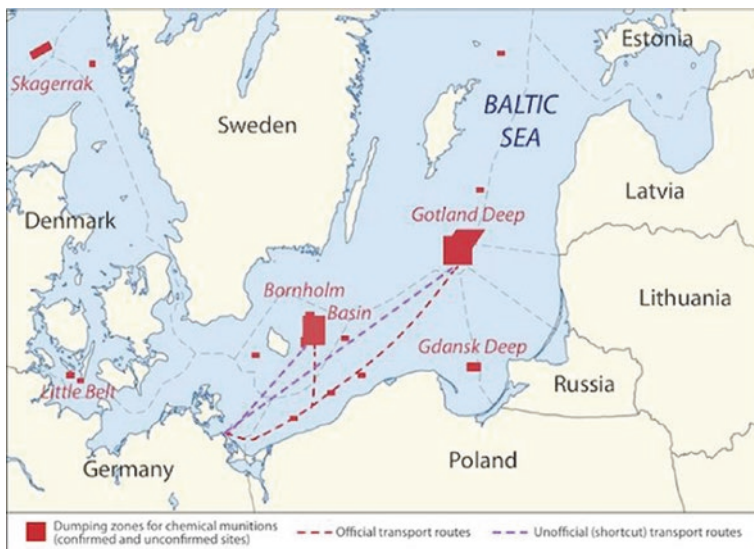 Estonia
Skagerrak
BALTIC
SEA
Sweden
Latvia
Denmark
Gotland Deep
Bornholm
Basin
Lithuania
Gdansk Deep
Little Belt
Russia
Germany
Poland
Dumping zones for chemical munitions
(confirmed and unconfirmed sites)
Official transport routes
Unofficial (shortcut) transport routes